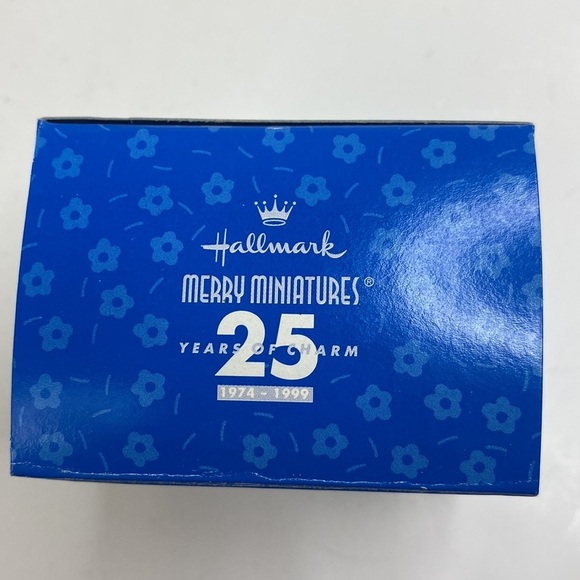 Hallmark
MERRY MINIATURES®
25
YEARS OF CHARM
1974 - 1999